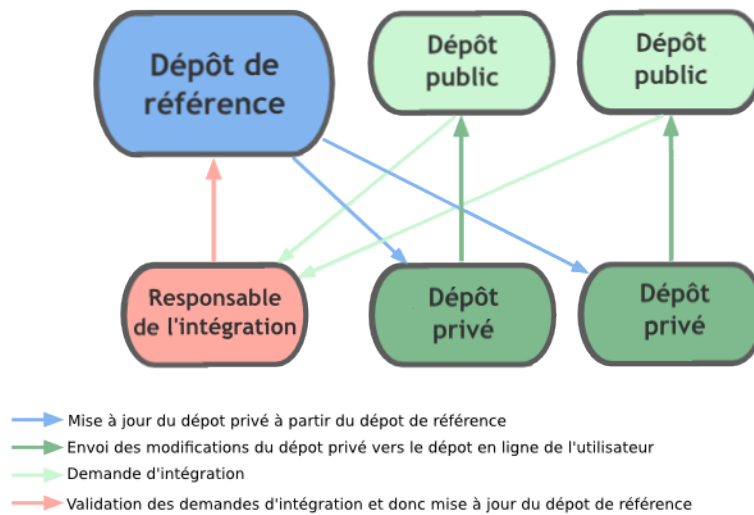 Dépôt de
référence
Dépôt
public
Dépôt
public
Responsable
de l'intégration
Dépôt
privé
Dépôt
privé
Mise à jour du dépot privé à partir du dépot de référence
Envoi des modifications du dépot privé vers le dépot en ligne de l'utilisateur
Demande d'intégration
Validation des demandes d'intégration et donc mise à jour du dépot de référence